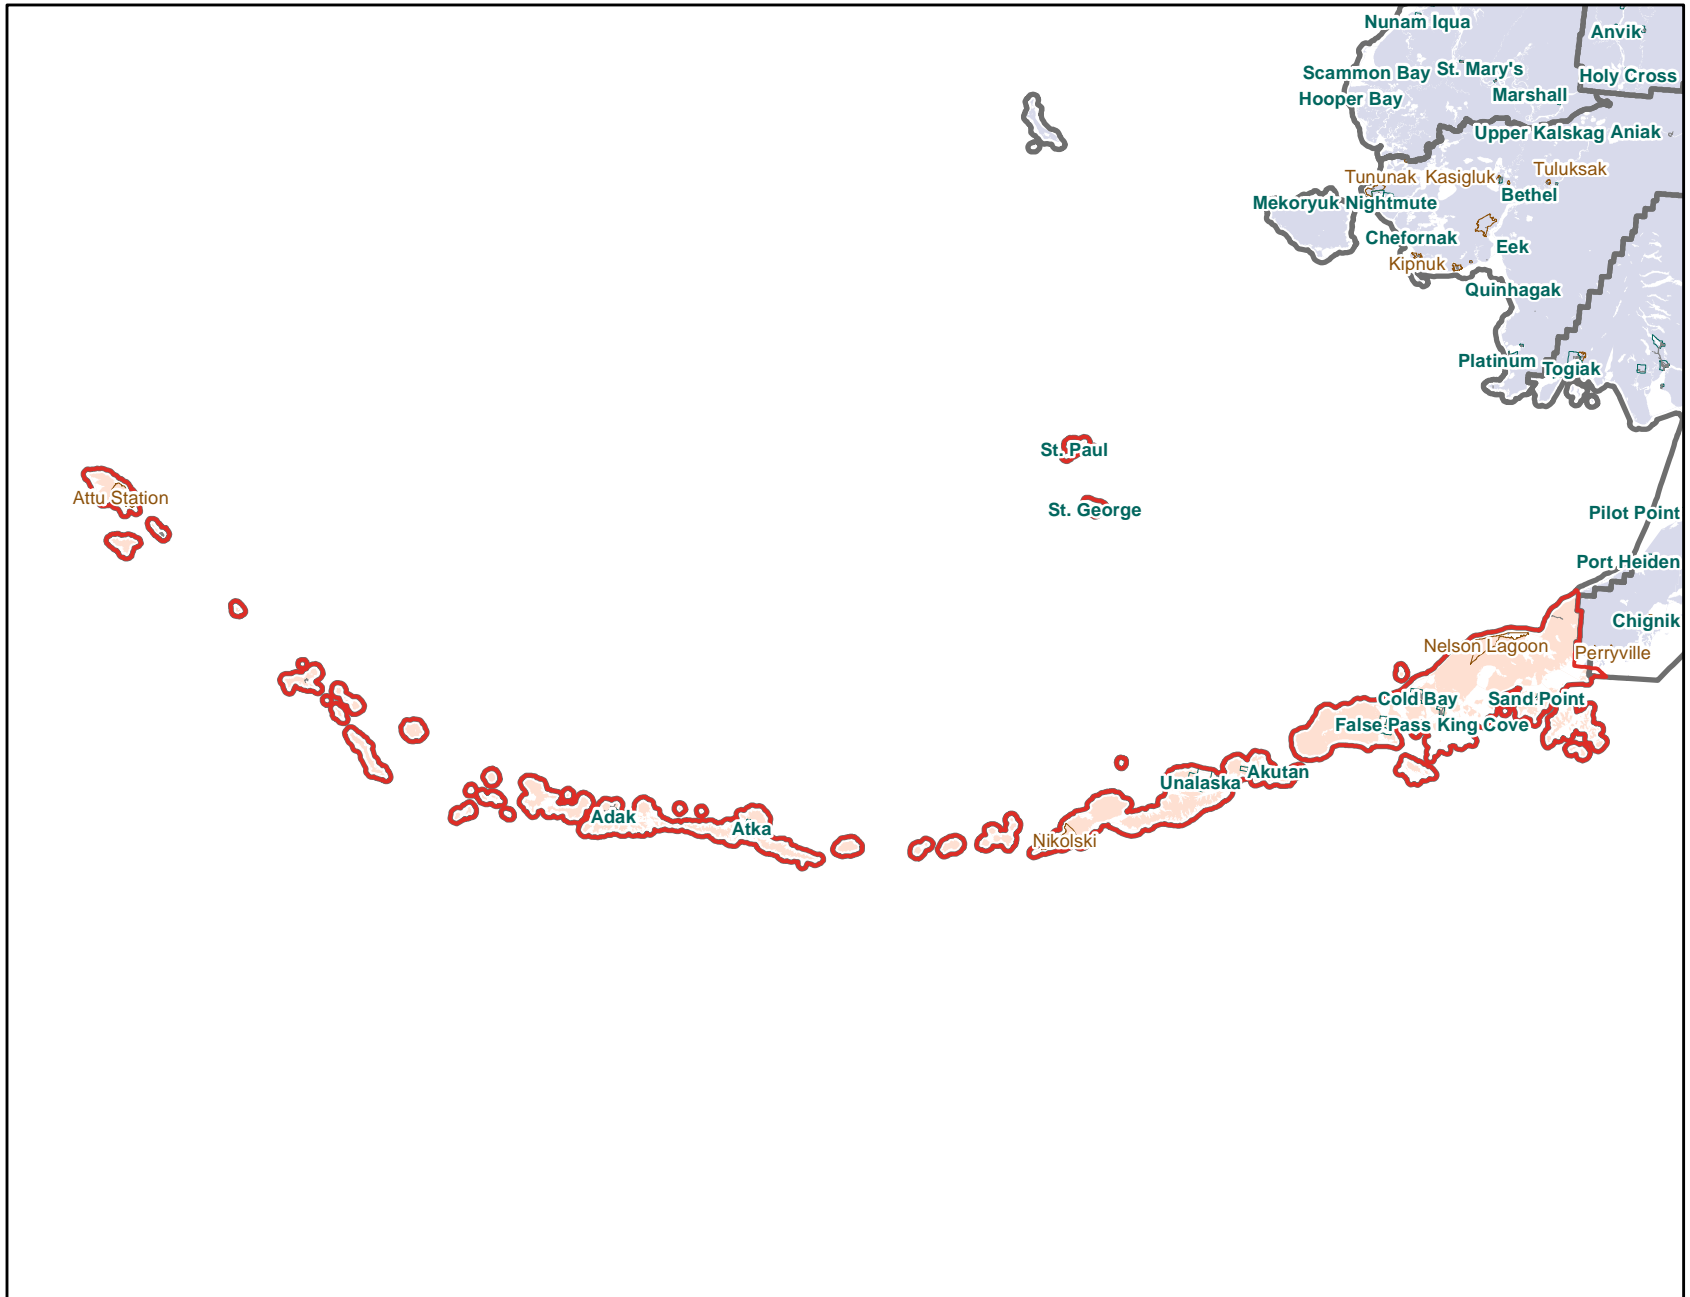 Nunam Iqua
Anvik
Scammon Bay
St. Mary's
Holy Cross
Hooper Bay
Marshall
Upper Kalskag
Aniak
Tununak
Kasigluk
Tuluksak
Bethel
Mekoryuk
Nightmute
Chefornak
Eek
Kipnuk
Quinhagak
Platinum
Togiak
St. Paul
Attu Station
St. George
Pilot Point
Port Heiden
Chignik
Nelson Lagoon
Perryville
Cold Bay
Sand Point
False Pass
King Cove
Akutan
Unalaska
Adak
Atka
Nikolski